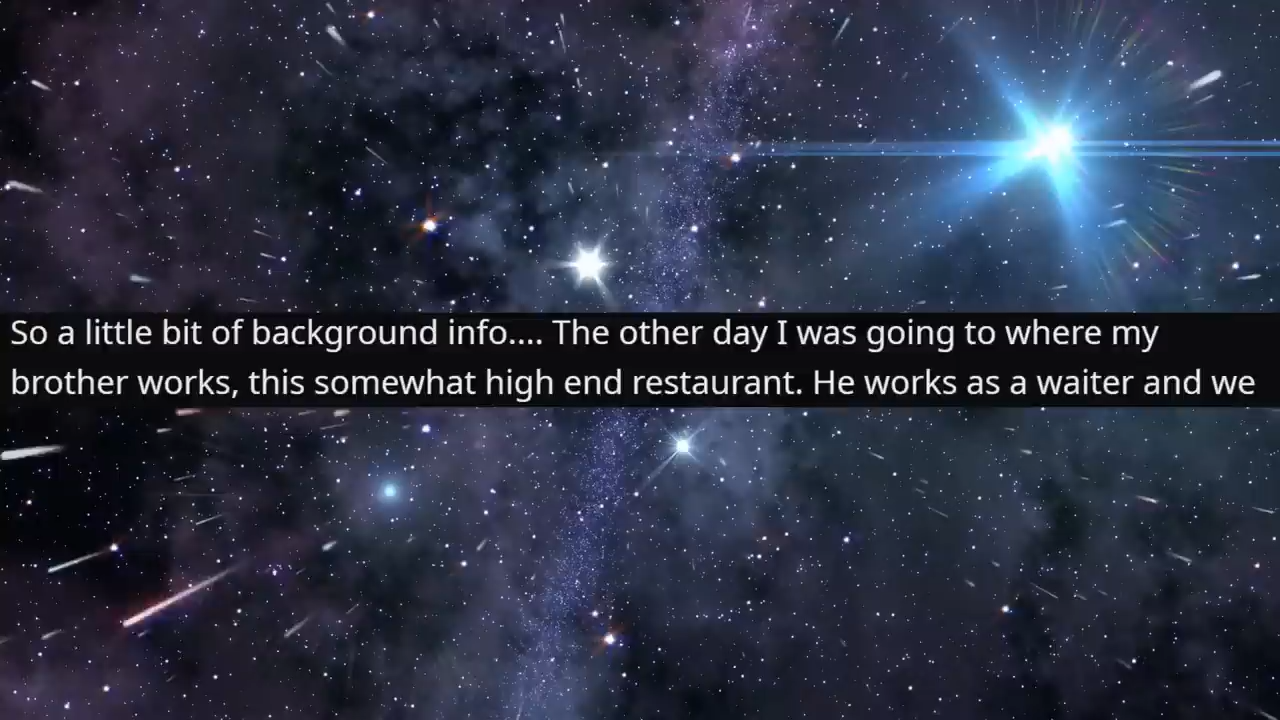 So a little bit of background info.... The other day I was going to where my
brother works, this somewhat high end restaurant. He works as a waiter and we